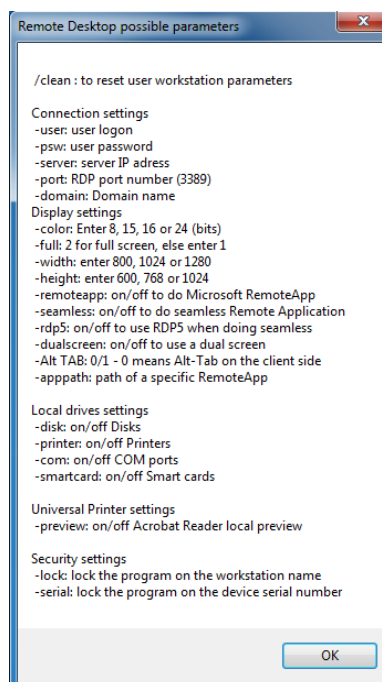 Remote Desktop possible parameters
/clean : to reset user workstation parameters
Connection settings
-user: user logon
-psw: user password
-server: server IP adress
-port: RDP port number (3389)
-domain: Domain name
Display settings
-color: Enter 8, 15, 16 or 24 (bits)
-full: 2 for full screen, else enter 1
-width: enter 800, 1024 or 1280
-height: enter 600, 768 or 1024
-remoteapp: on/off to do Microsoft RemoteApp
-seamless: on/off to do seamless Remote Application
-rdp5: on/off to use RDP5 when doing seamless
-dualscreen: on/off to use a dual screen
-Alt TAB: 0/1 - 0 means Alt-Tab on the client side
-apppath: path of a specific RemoteApp
Local drives settings
-disk: on/off Disks
-printer: on/off Printers
-com: on/off COM ports
-smartcard: on/off Smart cards
Universal Printer settings
-preview: on/off Acrobat Reader local preview
Security settings
-lock: lock the program on the workstation name
-serial: lock the program on the device serial number
OK